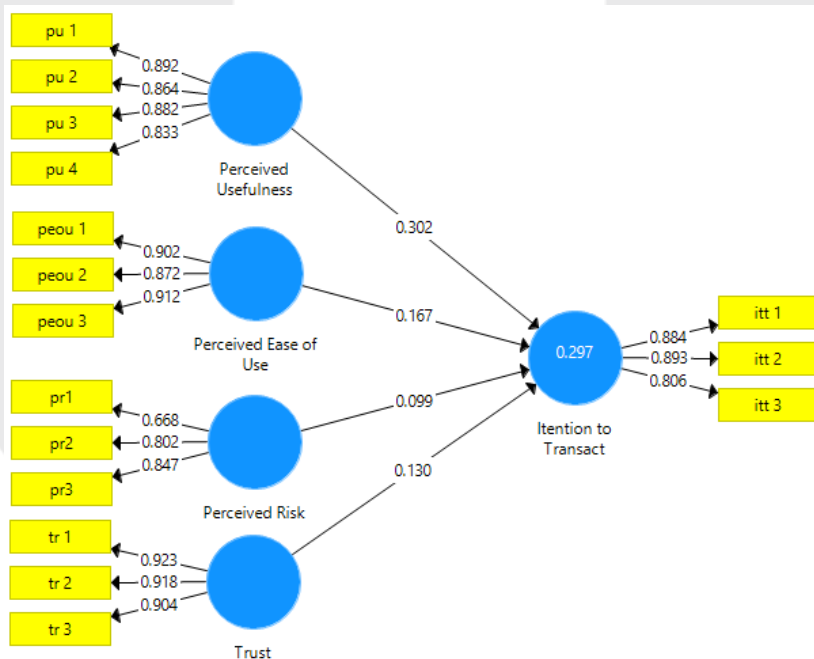 pu 1
pu 2
pu 3
pu 4
0.892
0.864
0.882
0.833
Perceived
Usefulness
0.302
peou 1
peou 2
peou 3
0.902
0.872
0.912
Perceived Ease of
Use
0.167
pr1
pr2
pr3
0.668
0.802
0.847
Perceived Risk
0.099
tr 1
tr 2
tr 3
0.923
0.918
0.904
Trust
0.130
0.297
Itention to
Transact
0.884
0.893
0.806
itt 1
itt 2
itt 3